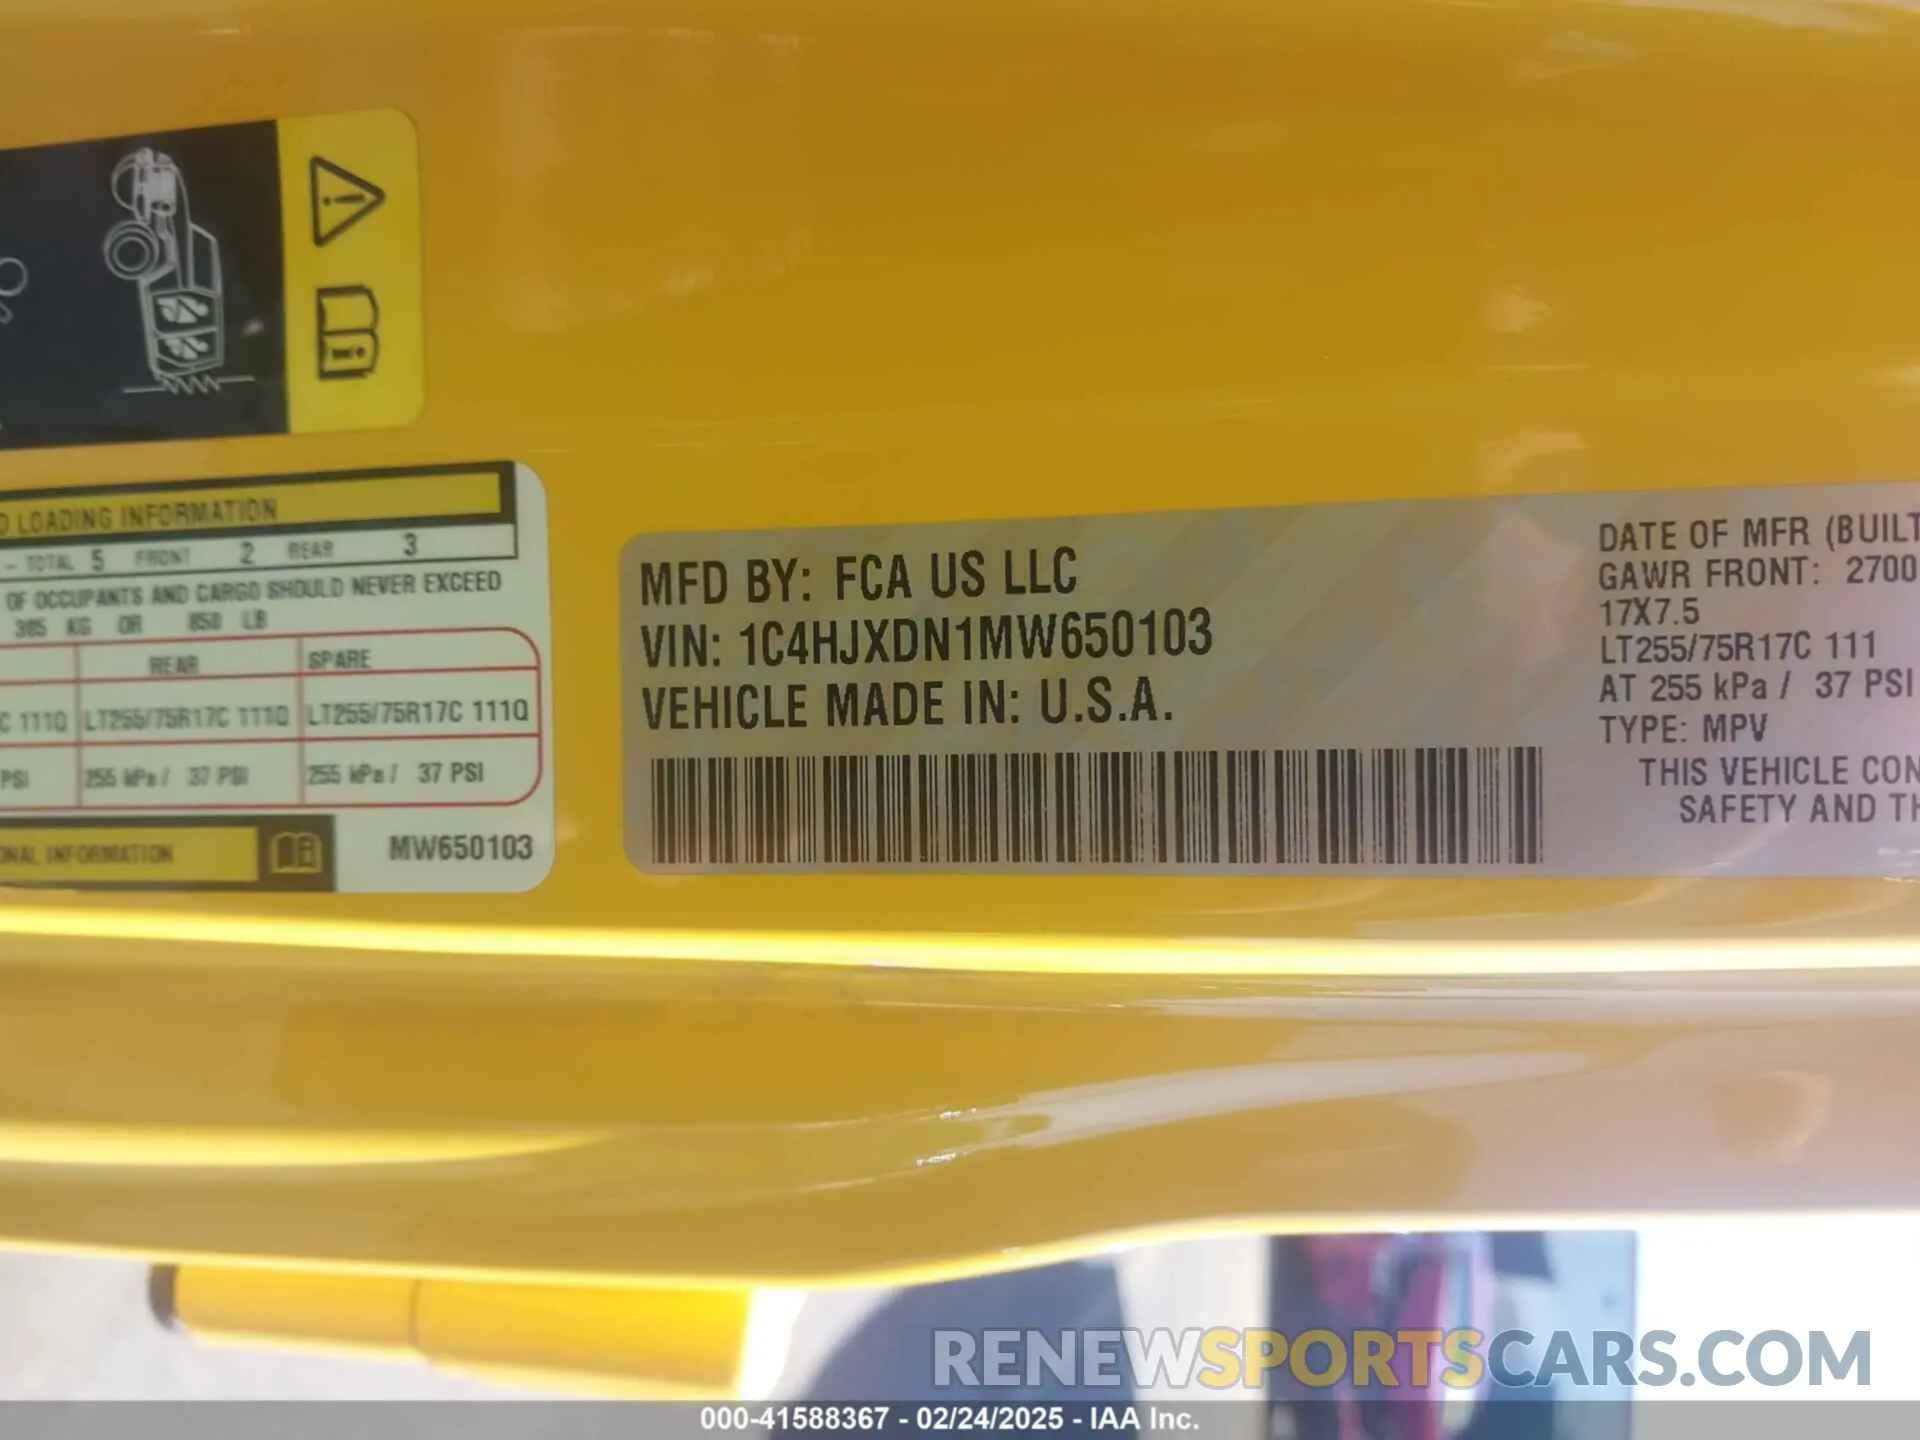 D LOADING INFORMATION
- TOTAL 5 FRONT 2 REAR 3
OF OCCUPANTS AND CARGO SHOULD NEVER EXCEED
385 KG OR 850 LB
REAR SPARE
C 111Q LT255/75R17C 111Q LT255/75R17C 111Q
PSI 255 kPa / 37 PSI 255 kPa / 37 PSI
ONAL INFORMATION
MW650103
MFD BY: FCA US LLC
VIN: 1C4HJXDN1MW650103
VEHICLE MADE IN: U.S.A.
DATE OF MFR (BUILT
GAWR FRONT: 2700
17X7.5
LT255/75R17C 111
AT 255 kPa / 37 PSI
TYPE: MPV
THIS VEHICLE CON
SAFETY AND TH
RENEWSPORTSCARS.COM
000-41588367 - 02/24/2025 - IAA Inc.